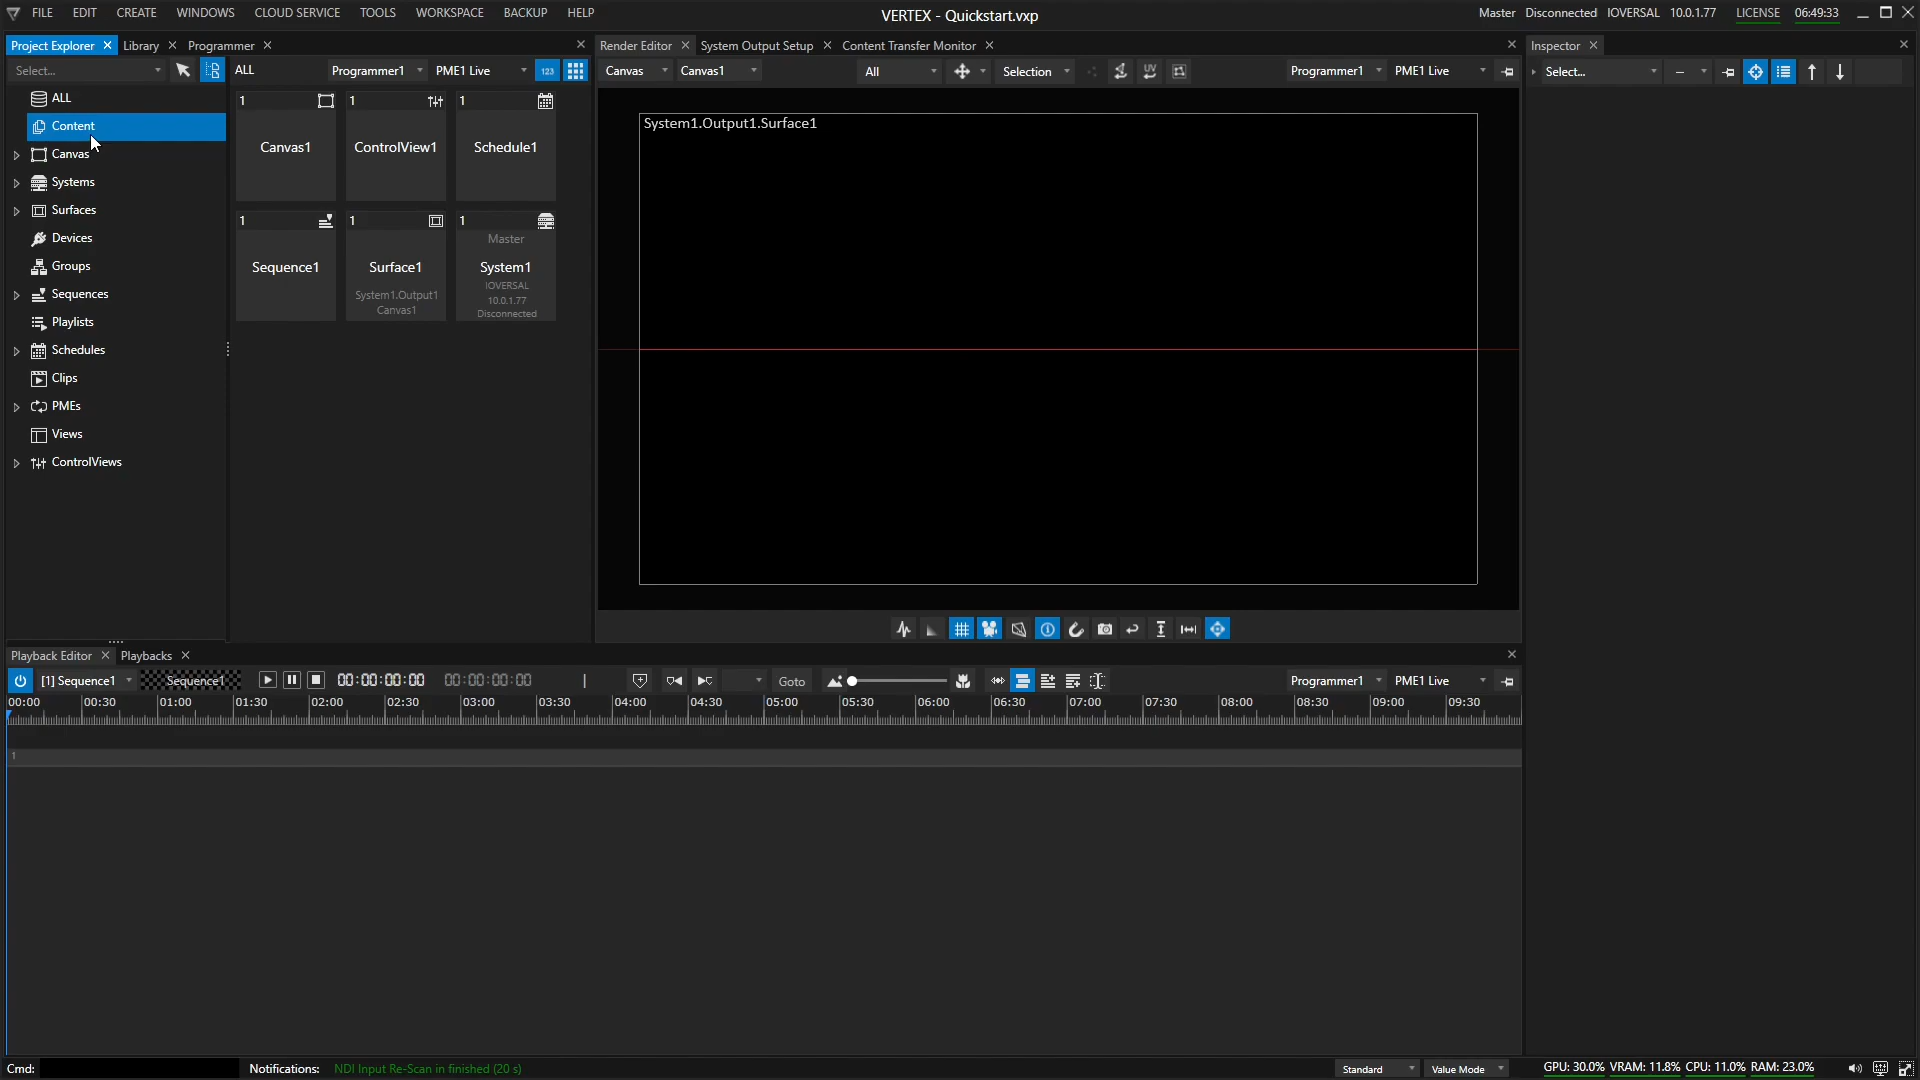 FILE EDIT CREATE WINDOWS CLOUD SERVICE TOOLS WORKSPACE BACKUP HELP VERTEX - Quickstart.vxp Master Disconnected IOVERSAL 10.0.1.77 LICENSE 06:49:33
Project Explorer Library Programmer
Select... ALL Programmer1 PME1 Live 123
ALL
Content
Canvas
Systems
Surfaces
Devices
Groups
Sequences
Playlists
Schedules
Clips
PMEs
Views
ControlViews
1 1 1
Canvas1 ControlView1 Schedule1
1 1 1
Master
Sequence1 Surface1 System1
System1.Output1
Canvas1
IOVERSAL
10.0.1.77
Disconnected
Render Editor System Output Setup Content Transfer Monitor
Canvas Canvas1 All Selection UV Programmer1 PME1 Live
System1.Output1.Surface1
Inspector
Select... –
Playback Editor Playbacks
[1] Sequence1 Sequence1 00:00:00:00 00:00:00:00 Goto Programmer1 PME1 Live
00:00 00:30 01:00 01:30 02:00 02:30 03:00 03:30 04:00 04:30 05:00 05:30 06:00 06:30 07:00 07:30 08:00 08:30 09:00 09:30
1
Cmd: Notifications: NDI Input Re-Scan in finished (20 s) Standard Value Mode GPU: 30.0% VRAM: 11.8% CPU: 11.0% RAM: 23.0%